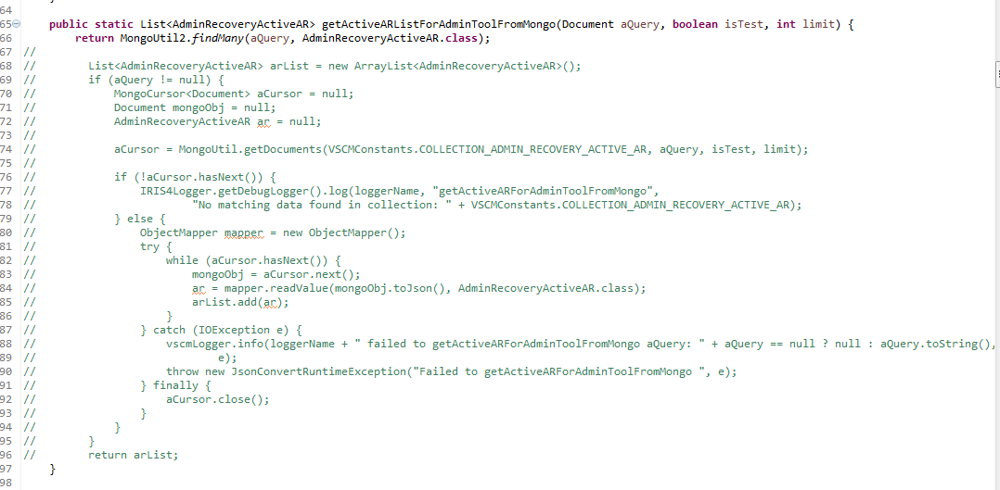 64
65 public static List<AdminRecoveryActiveAR> getActiveARListForAdminToolFromMongo(Document aQuery, boolean isTest, int limit) {
66 return MongoUtil2.findMany(aQuery, AdminRecoveryActiveAR.class);
67 //
68 // List<AdminRecoveryActiveAR> arList = new ArrayList<AdminRecoveryActiveAR>();
69 // if (aQuery != null) {
70 // MongoCursor<Document> aCursor = null;
71 // Document mongoObj = null;
72 // AdminRecoveryActiveAR ar = null;
73 //
74 // aCursor = MongoUtil.getDocuments(VSCMConstants.COLLECTION_ADMIN_RECOVERY_ACTIVE_AR, aQuery, isTest, limit);
75 //
76 // if (!aCursor.hasNext()) {
77 // IRIS4Logger.getDebugLogger().log(loggerName, "getActiveARForAdminToolFromMongo",
78 // "No matching data found in collection: " + VSCMConstants.COLLECTION_ADMIN_RECOVERY_ACTIVE_AR);
79 // } else {
80 // ObjectMapper mapper = new ObjectMapper();
81 // try {
82 // while (aCursor.hasNext()) {
83 // mongoObj = aCursor.next();
84 // ar = mapper.readValue(mongoObj.toJson(), AdminRecoveryActiveAR.class);
85 // arList.add(ar);
86 // }
87 // } catch (IOException e) {
88 // vscmLogger.info(loggerName + " failed to getActiveARForAdminToolFromMongo aQuery: " + aQuery == null ? null : aQuery.toString(),
89 // e);
90 // throw new JsonConvertRuntimeException("Failed to getActiveARForAdminToolFromMongo ", e);
91 // } finally {
92 // aCursor.close();
93 // }
94 // }
95 // }
96 // return arList;
97 }
98